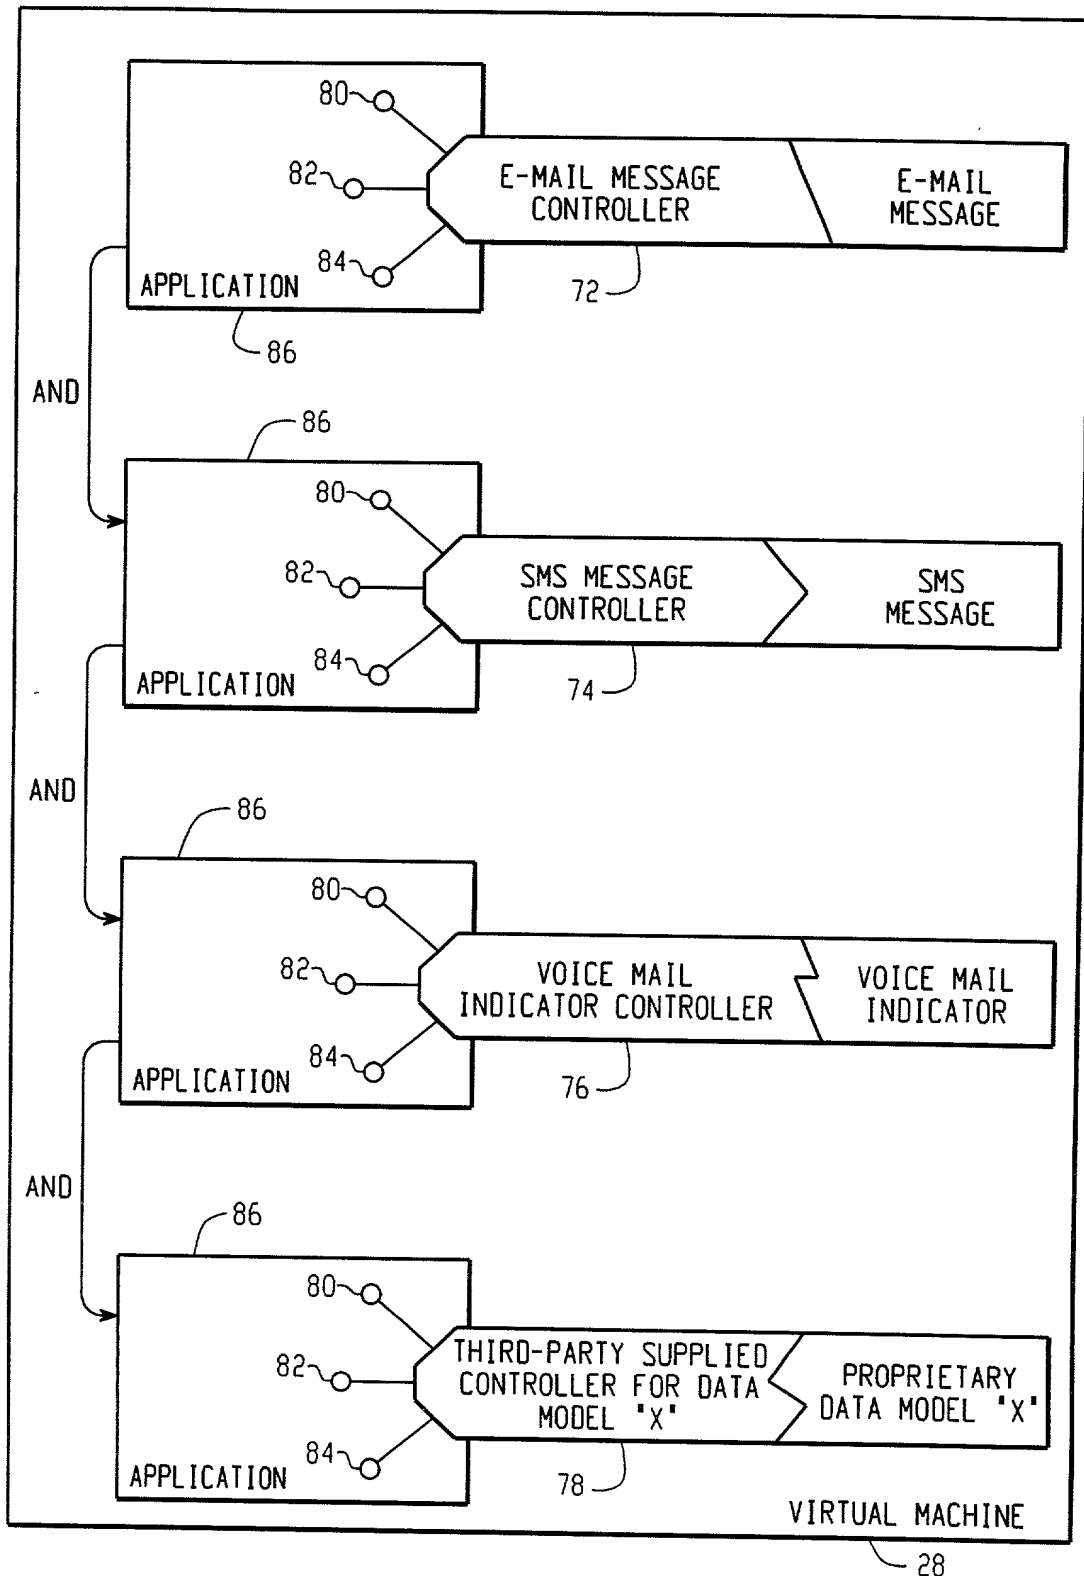 80
82
84
E-MAIL MESSAGE
CONTROLLER
E-MAIL
MESSAGE
APPLICATION
72
86
AND
86
80
82
84
SMS MESSAGE
CONTROLLER
SMS
MESSAGE
APPLICATION
74
AND
86
80
82
84
VOICE MAIL
INDICATOR CONTROLLER
VOICE MAIL
INDICATOR
APPLICATION
76
AND
86
80
82
84
THIRD-PARTY SUPPLIED
CONTROLLER FOR DATA
MODEL "X"
PROPRIETARY
DATA MODEL "X"
APPLICATION
78
VIRTUAL MACHINE
28